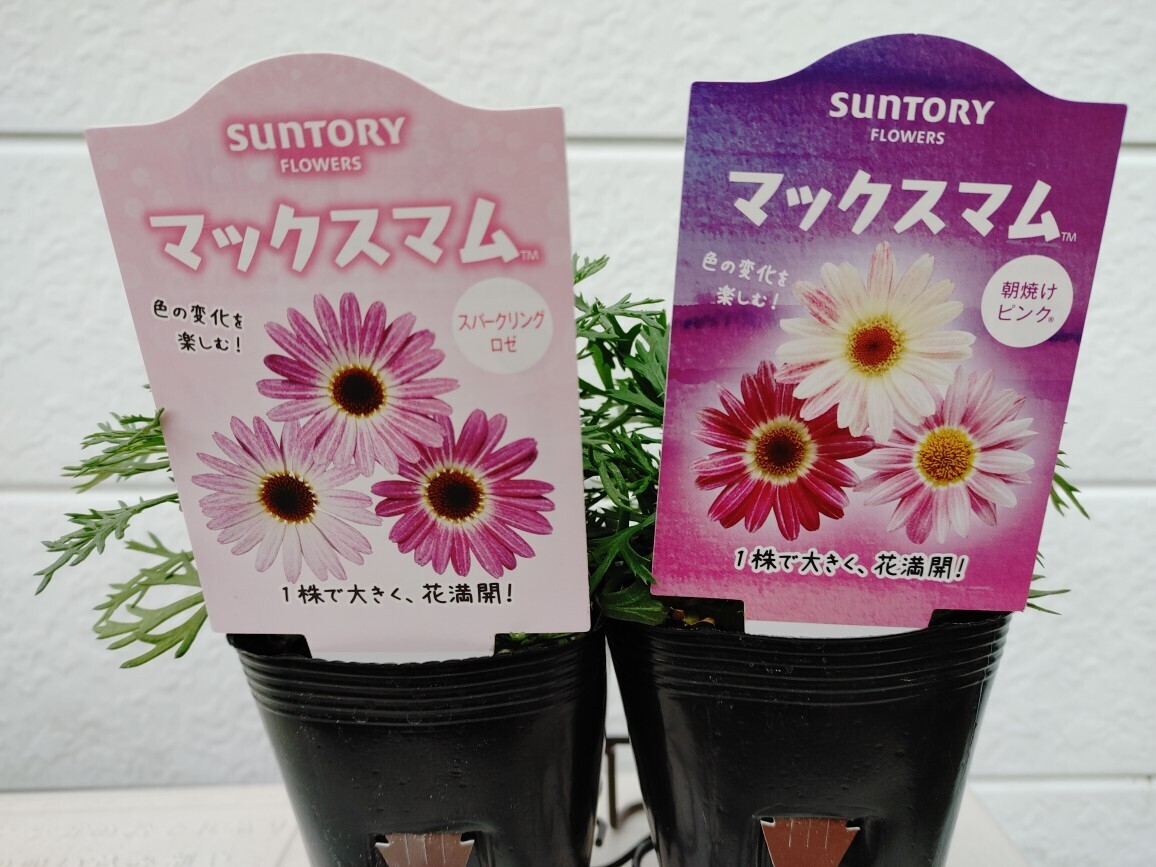 SUNTORY
FLOWERS
マックスマム™
色の変化を
楽しむ!
スパークリング
ロゼ
1株で大きく、花満開!
SUNTORY
FLOWERS
マックスマム™
色の変化を
楽しむ!
朝焼け
ピンク®
1株で大きく、花満開!